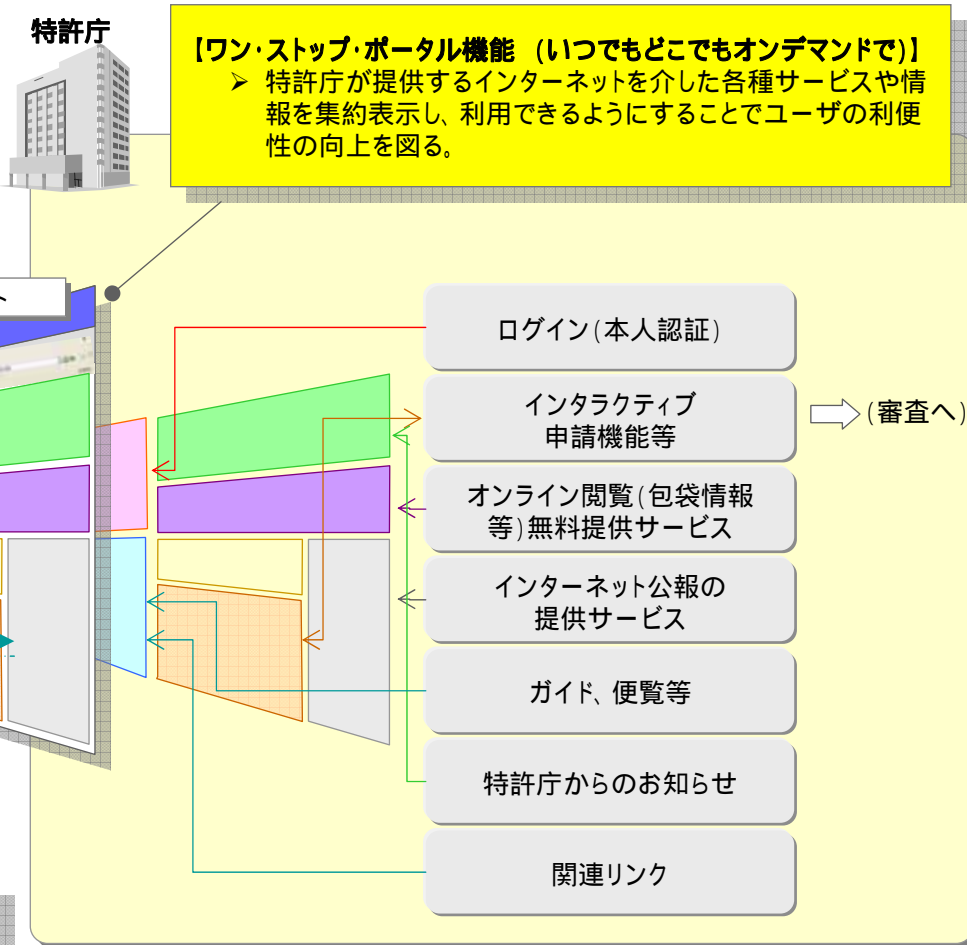 特許庁
【ワン・ストップ・ポータル機能 (いつでもどこでもオンデマンドで)】
➢ 特許庁が提供するインターネットを介した各種サービスや情
報を集約表示し、利用できるようにすることでユーザの利便
性の向上を図る。
ト
ログイン(本人認証)
インタラクティブ
申請機能等
(審査へ)
オンライン閲覧(包袋情報
等)無料提供サービス
インターネット公報の
提供サービス
ガイド、便覧等
特許庁からのお知らせ
関連リンク